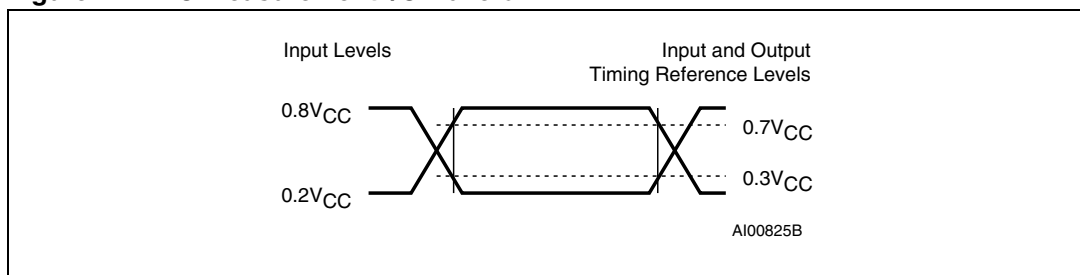 Input Levels
Input and Output
Timing Reference Levels
0.8VCC
0.7VCC
0.3VCC
0.2VCC
AI00825B